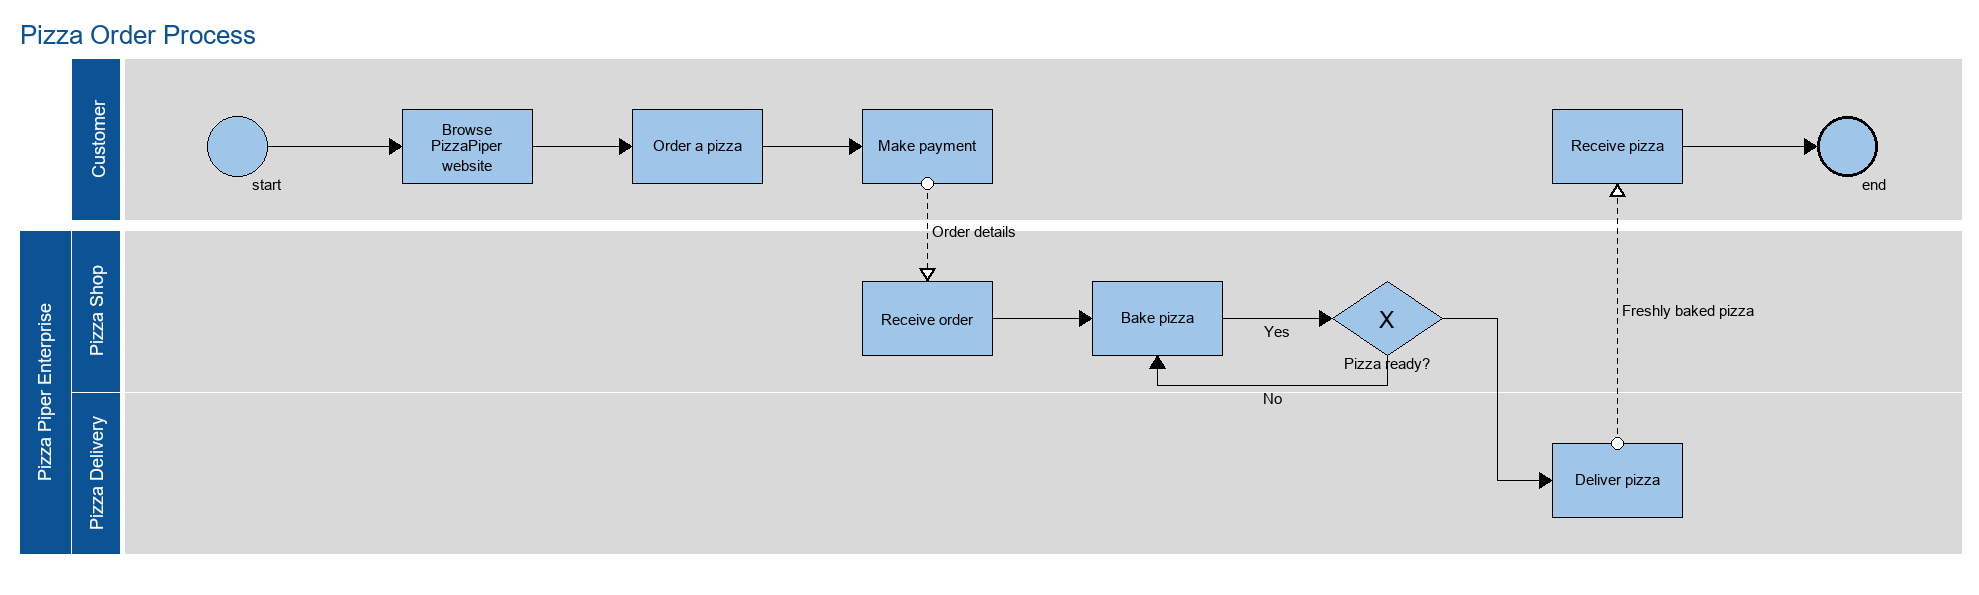 Pizza Order Process
Customer
start
Browse
PizzaPiper
website
Order a pizza
Make payment
Receive pizza
end
Order details
Pizza Piper Enterprise
Pizza Shop
Receive order
Bake pizza
Yes
X
Pizza ready?
No
Freshly baked pizza
Pizza Delivery
Deliver pizza